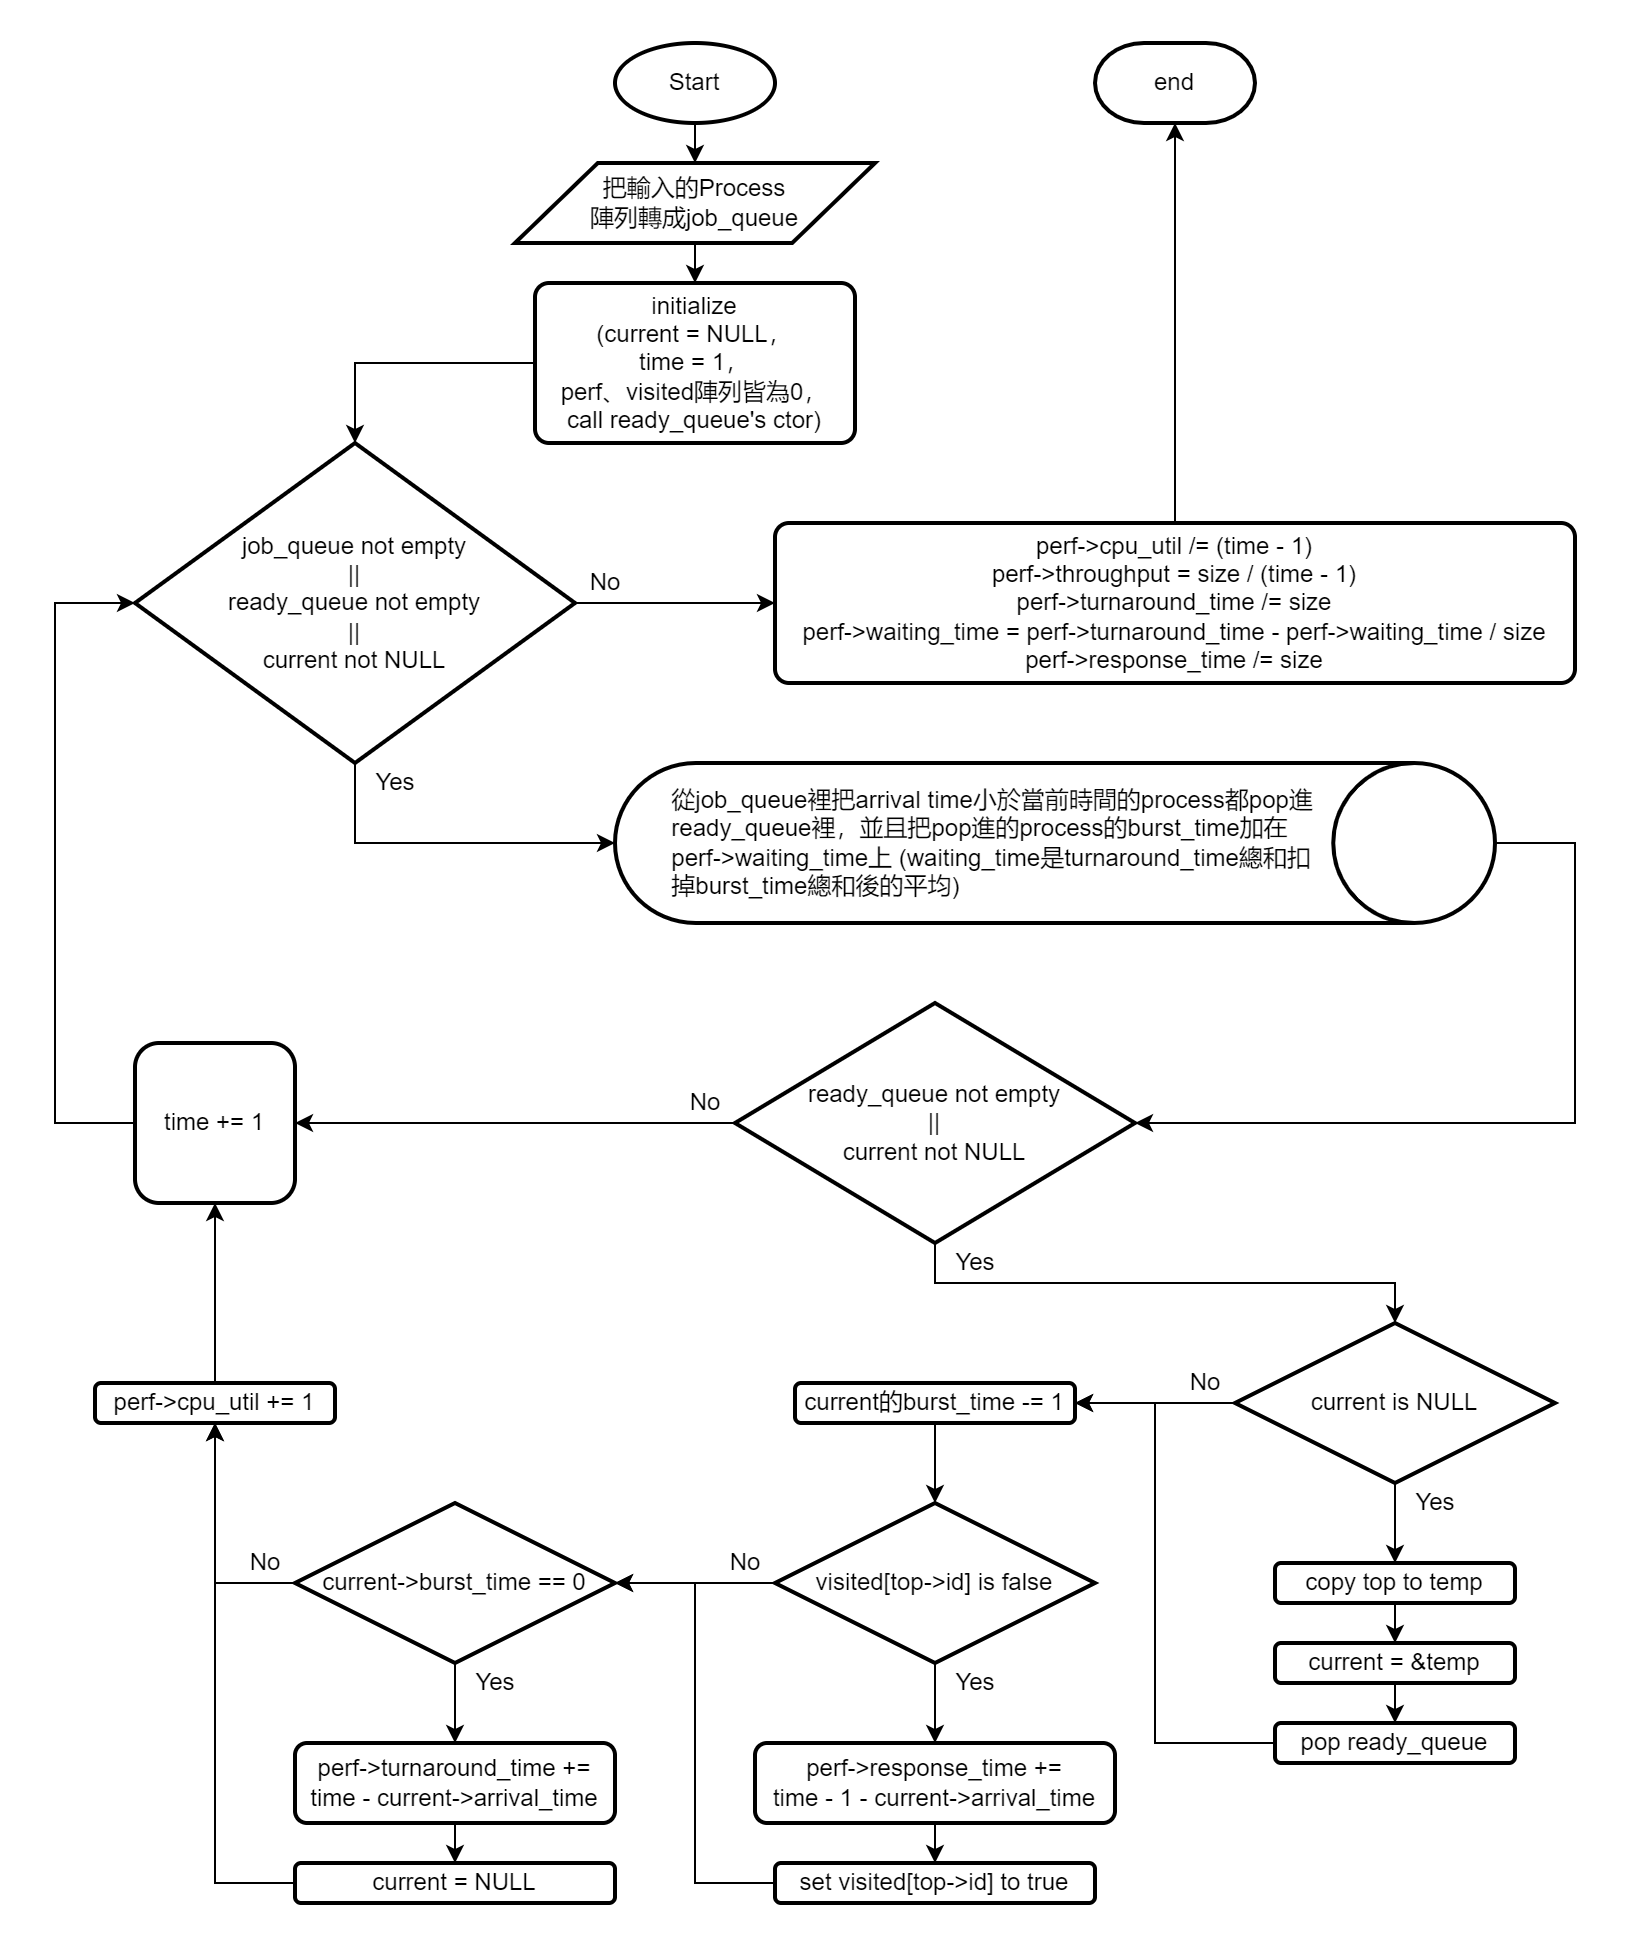 Start
end
把輸入的Process
陣列轉成job_queue
initialize
(current = NULL，
time = 1，
perf、visited陣列皆為0，
call ready_queue's ctor)
job_queue not empty
||
ready_queue not empty
||
current not NULL
No
perf->cpu_util /= (time - 1)
perf->throughput = size / (time - 1)
perf->turnaround_time /= size
perf->waiting_time = perf->turnaround_time - perf->waiting_time / size
perf->response_time /= size
Yes
從job_queue裡把arrival time小於當前時間的process都pop進
ready_queue裡，並且把pop進的process的burst_time加在
perf->waiting_time上 (waiting_time是turnaround_time總和扣
掉burst_time總和後的平均)
time += 1
No
ready_queue not empty
||
current not NULL
Yes
perf->cpu_util += 1
current的burst_time -= 1
No
current is NULL
Yes
No
current->burst_time == 0
No
visited[top->id] is false
copy top to temp
Yes
Yes
current = &temp
pop ready_queue
perf->turnaround_time +=
time - current->arrival_time
perf->response_time +=
time - 1 - current->arrival_time
current = NULL
set visited[top->id] to true